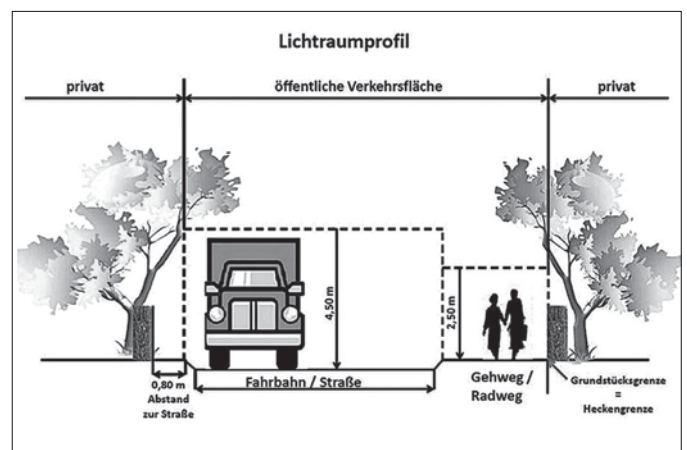 Lichtraumprofil
privat
öffentliche Verkehrsfläche
privat
4,50 m
2,50 m
0,80 m
Abstand
zur Straße
Fahrbahn / Straße
Gehweg /
Radweg
Grundstücksgrenze
=
Heckengrenze